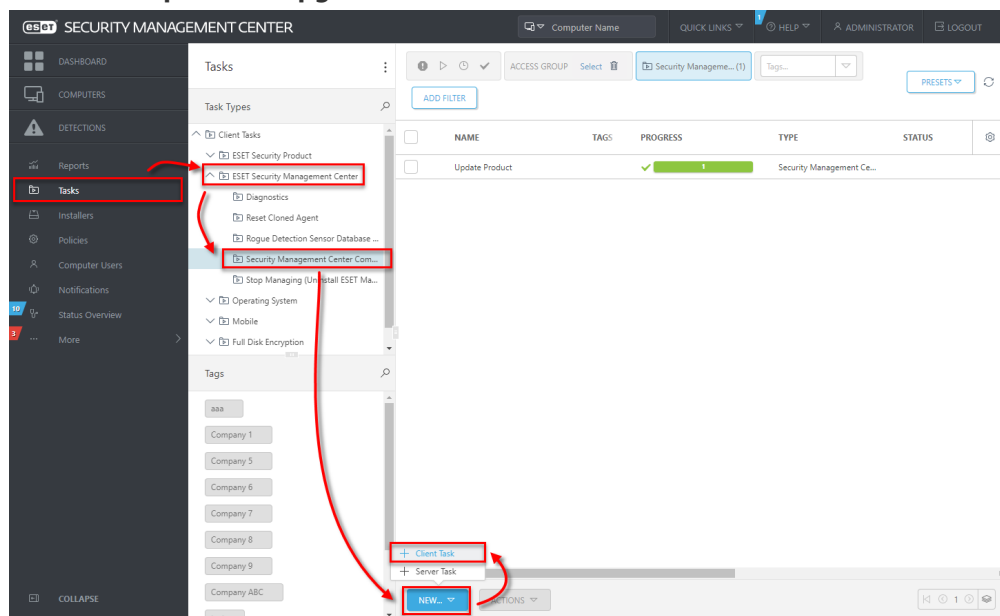 eset SECURITY MANAGEMENT CENTER
Computer Name
QUICK LINKS
1
HELP
ADMINISTRATOR
LOGOUT
DASHBOARD
COMPUTERS
DETECTIONS
Reports
Tasks
Installers
Policies
Computer Users
Notifications
10
Status Overview
3
... More
COLLAPSE
Tasks
Task Types
Client Tasks
ESET Security Product
ESET Security Management Center
Diagnostics
Reset Cloned Agent
Rogue Detection Sensor Database ...
Security Management Center Com...
Stop Managing (Uninstall ESET Ma...
Operating System
Mobile
Full Disk Encryption
Tags
aaa
Company 1
Company 5
Company 6
Company 7
Company 8
Company 9
Company ABC
ACCESS GROUP Select
Security Manageme... (1)
Tags...
PRESETS
ADD FILTER
NAME TAGS PROGRESS TYPE STATUS
Update Product 1 Security Management Ce...
+ Client Task
+ Server Task
NEW...
ACTIONS
1